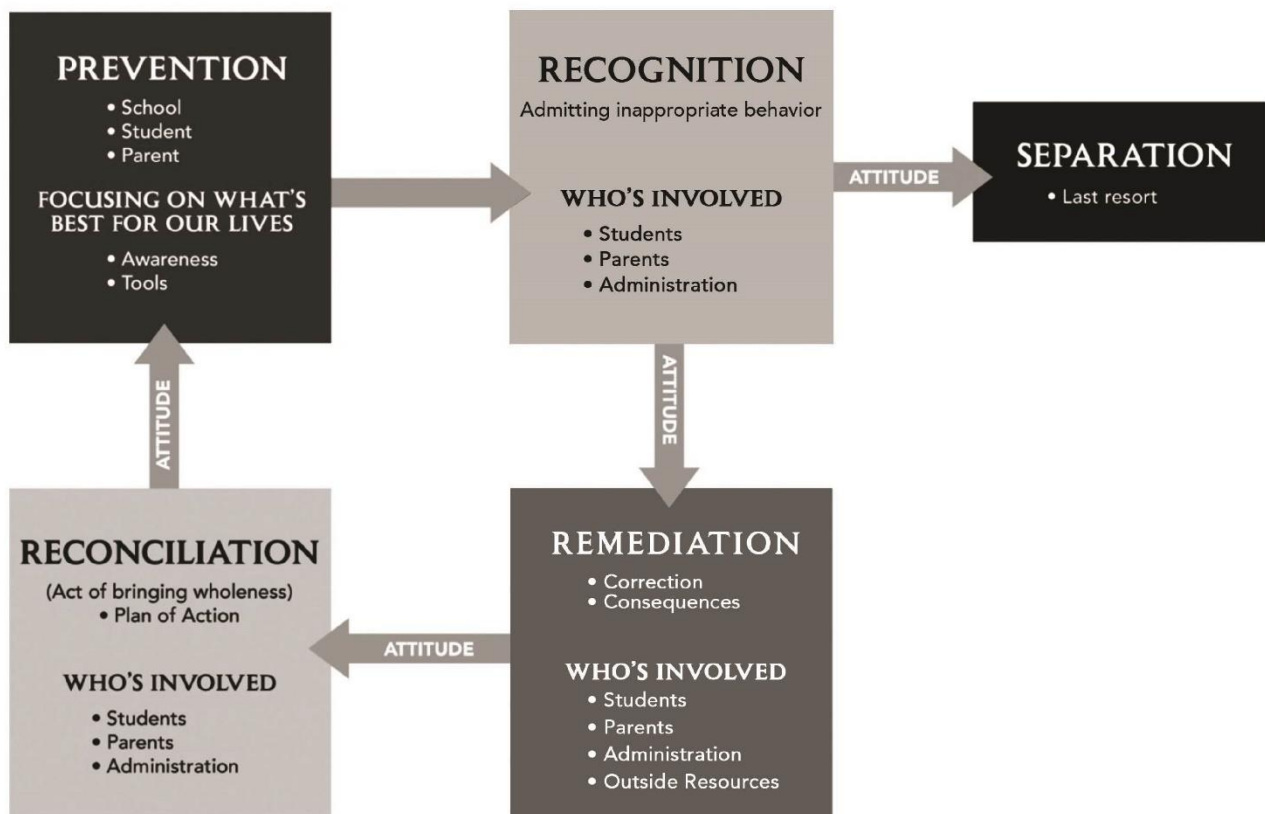 PREVENTION
• School
• Student
• Parent
FOCUSING ON WHAT'S
BEST FOR OUR LIVES
• Awareness
• Tools
RECOGNITION
Admitting inappropriate behavior
WHO'S INVOLVED
• Students
• Parents
• Administration
ATTITUDE
SEPARATION
• Last resort
ATTITUDE
REMEDIATION
• Correction
• Consequences
WHO'S INVOLVED
• Students
• Parents
• Administration
• Outside Resources
ATTITUDE
RECONCILIATION
(Act of bringing wholeness)
• Plan of Action
WHO'S INVOLVED
• Students
• Parents
• Administration
ATTITUDE